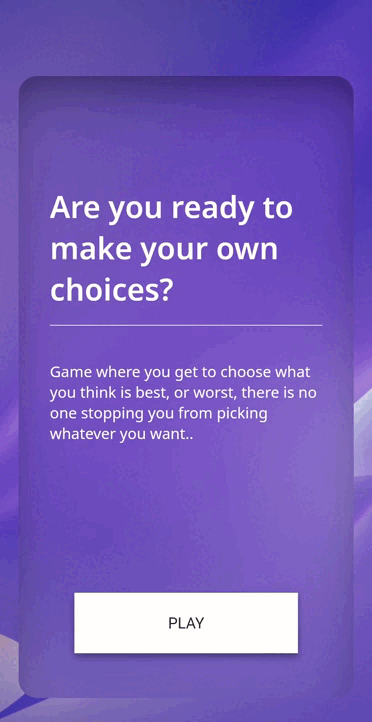 Are you ready to
make your own
choices?
Game where you get to choose what
you think is best, or worst, there is no
one stopping you from picking
whatever you want..
PLAY